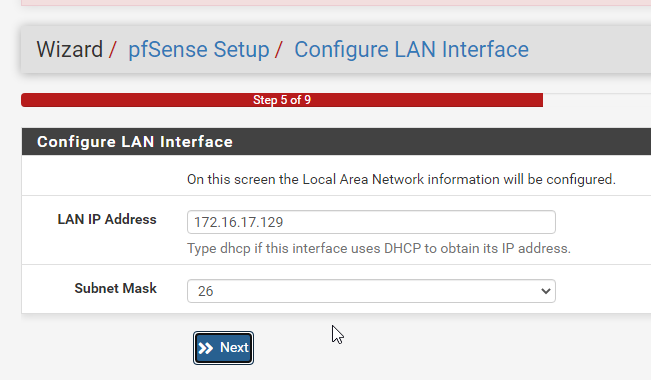 Wizard / pfSense Setup / Configure LAN Interface
Step 5 of 9
Configure LAN Interface
On this screen the Local Area Network information will be configured.
LAN IP Address
172.16.17.129
Type dhcp if this interface uses DHCP to obtain its IP address.
Subnet Mask
26
Next